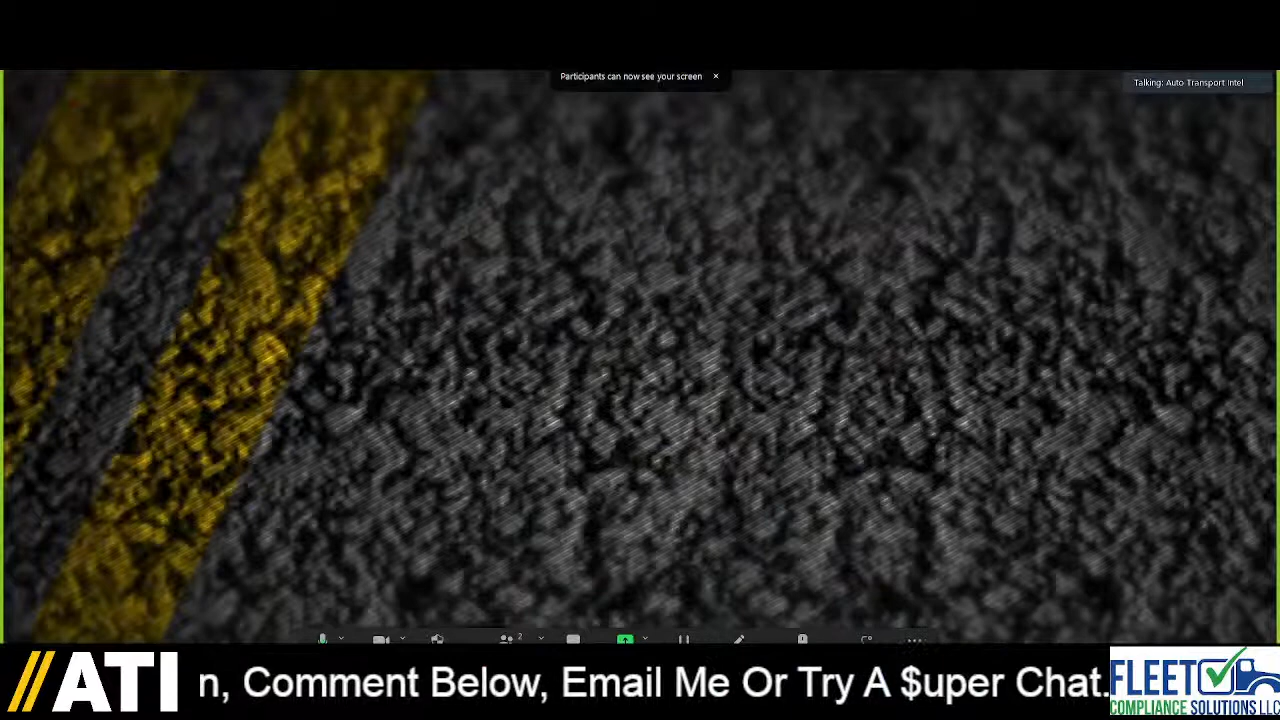 Participants can now see your screen ×
Talking: Auto Transport Intel
2
//ATI
n, Comment Below, Email Me Or Try A $uper Chat.
FLEET
COMPLIANCE SOLUTIONS LLC